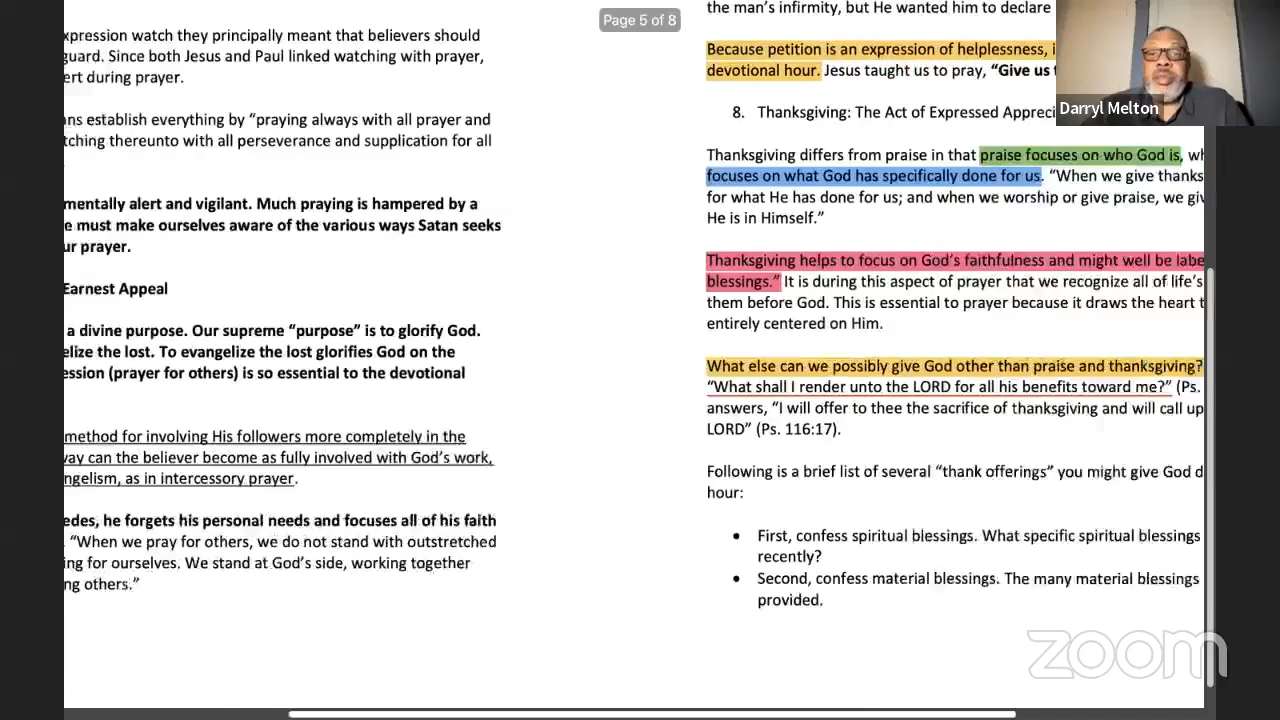 Page 5 of 8
xpression watch they principally meant that believers should
guard. Since both Jesus and Paul linked watching with prayer,
ert during prayer.
ns establish everything by “praying always with all prayer and
tching thereunto with all perseverance and supplication for all
mentally alert and vigilant. Much praying is hampered by a
e must make ourselves aware of the various ways Satan seeks
ur prayer.
Earnest Appeal
a divine purpose. Our supreme “purpose” is to glorify God.
elize the lost. To evangelize the lost glorifies God on the
ession (prayer for others) is so essential to the devotional
method for involving His followers more completely in the
way can the believer become as fully involved with God’s work,
ngelism, as in intercessory prayer.
edes, he forgets his personal needs and focuses all of his faith
. “When we pray for others, we do not stand with outstretched
ing for ourselves. We stand at God’s side, working together
ng others.”
the man’s infirmity, but He wanted him to declare
Because petition is an expression of helplessness, i
devotional hour. Jesus taught us to pray, “Give us t
8. Thanksgiving: The Act of Expressed Appreci
Thanksgiving differs from praise in that praise focuses on who God is, wh
focuses on what God has specifically done for us. “When we give thanks
for what He has done for us; and when we worship or give praise, we giv
He is in Himself.”
Thanksgiving helps to focus on God’s faithfulness and might well be labe
blessings.” It is during this aspect of prayer that we recognize all of life’s
them before God. This is essential to prayer because it draws the heart t
entirely centered on Him.
What else can we possibly give God other than praise and thanksgiving?
“What shall I render unto the LORD for all his benefits toward me?” (Ps.
answers, “I will offer to thee the sacrifice of thanksgiving and will call up
LORD” (Ps. 116:17).
Following is a brief list of several “thank offerings” you might give God d
hour:
• First, confess spiritual blessings. What specific spiritual blessings
recently?
• Second, confess material blessings. The many material blessings
provided.
Darryl Melton
zoom